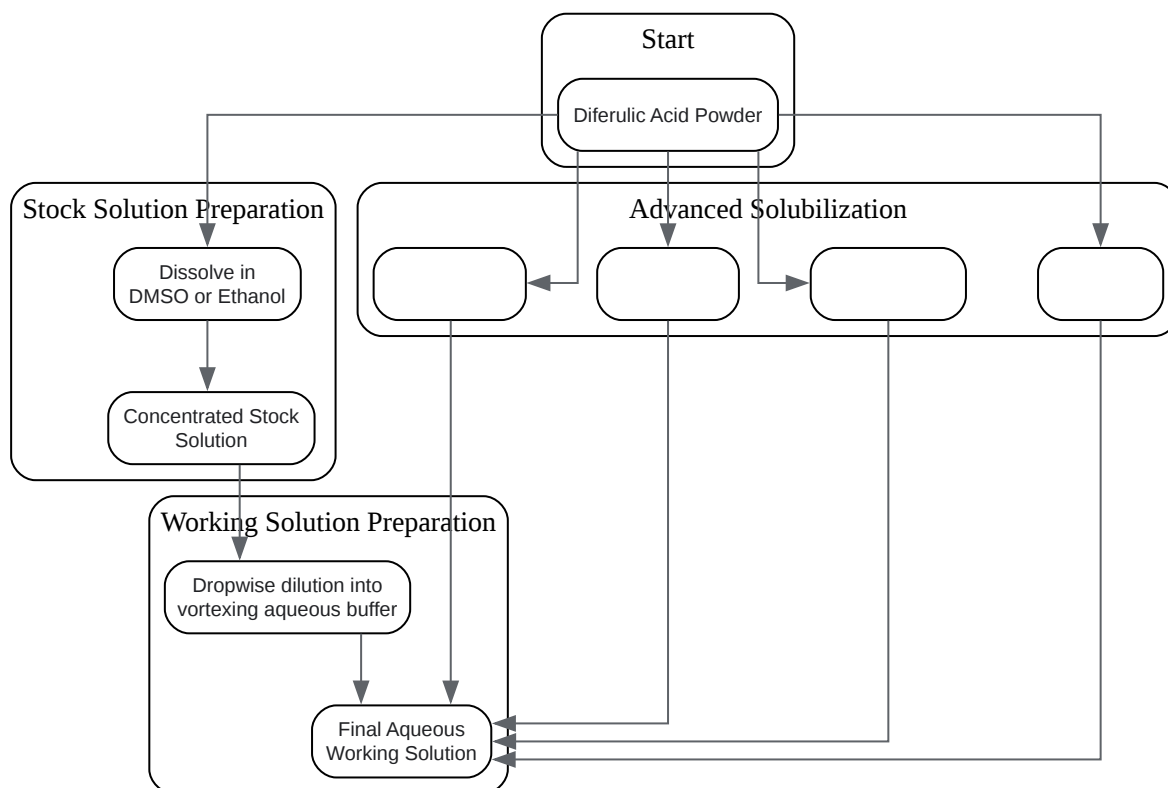 Start
Diferulic Acid Powder
Stock Solution Preparation
Advanced Solubilization
Dissolve in
DMSO or Ethanol
Concentrated Stock
Solution
Working Solution Preparation
Dropwise dilution into
vortexing aqueous buffer
Final Aqueous
Working Solution